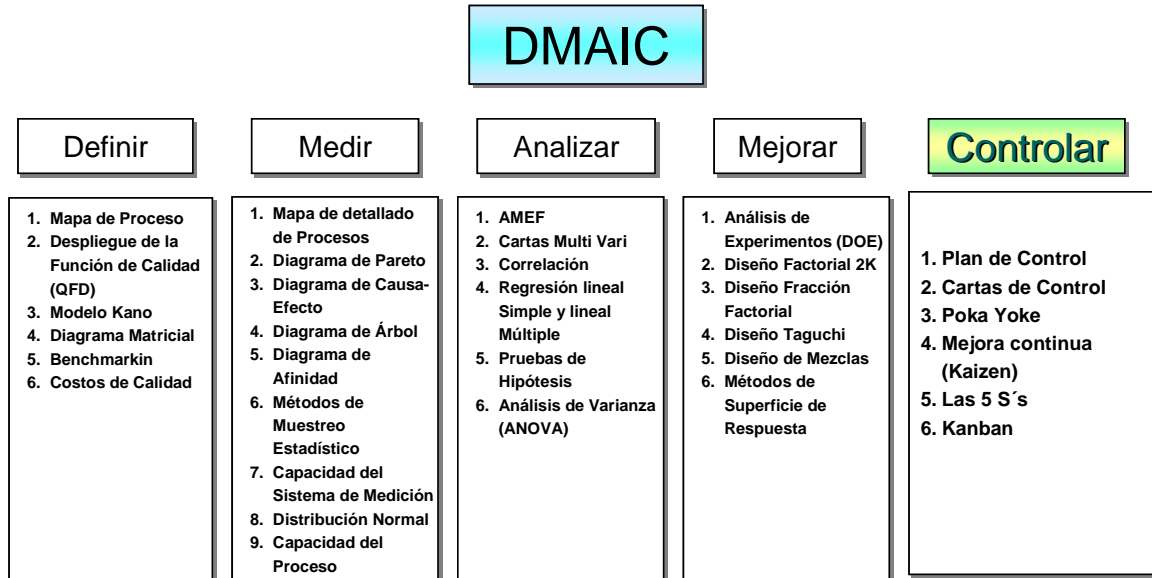 DMAIC
Definir
1. Mapa de Proceso
2. Despliegue de la
Función de Calidad
(QFD)
3. Modelo Kano
4. Diagrama Matricial
5. Benchmarkin
6. Costos de Calidad
Medir
1. Mapa de detallado
de Procesos
2. Diagrama de Pareto
3. Diagrama de Causa-
Efecto
4. Diagrama de Árbol
5. Diagrama de
Afinidad
6. Métodos de
Muestreo
Estadístico
7. Capacidad del
Sistema de Medición
8. Distribución Normal
9. Capacidad del
Proceso
Analizar
1. AMEF
2. Cartas Multi Vari
3. Correlación
4. Regresión lineal
Simple y lineal
Múltiple
5. Pruebas de
Hipótesis
6. Análisis de Varianza
(ANOVA)
Mejorar
1. Análisis de
Experimentos (DOE)
2. Diseño Factorial 2K
3. Diseño Fracción
Factorial
4. Diseño Taguchi
5. Diseño de Mezclas
6. Métodos de
Superficie de
Respuesta
Controlar
1. Plan de Control
2. Cartas de Control
3. Poka Yoke
4. Mejora continua
(Kaizen)
5. Las 5 S´s
6. Kanban